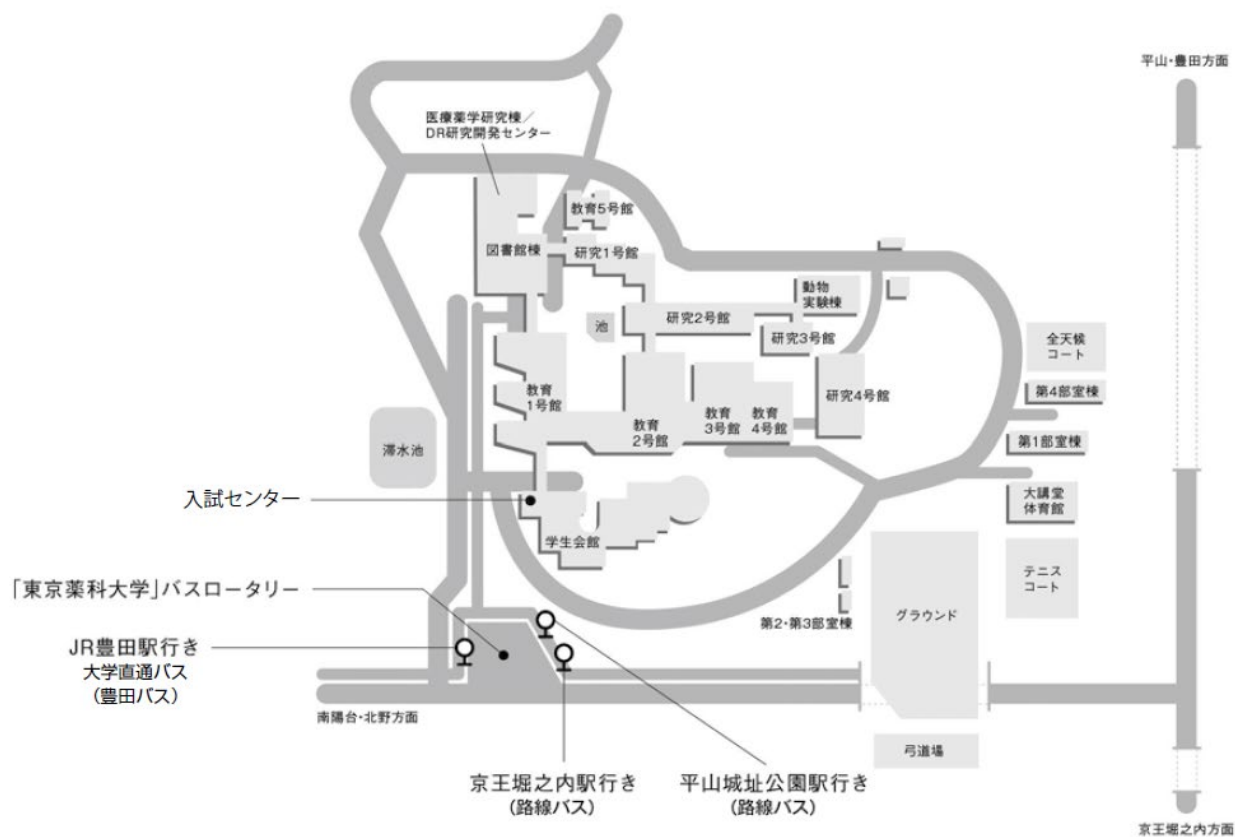 平山・豊田方面
医療薬学研究棟／
DR研究開発センター
教育5号館
図書館棟
研究1号館
動物
実験棟
池
研究2号館
研究3号館
全天候
コート
教育
1号館
教育
2号館
教育
3号館
教育
4号館
研究4号館
第4部室棟
第1部室棟
滞水池
入試センター
大講堂
体育館
学生会館
テニス
コート
「東京薬科大学」バスロータリー
グラウンド
第2・第3部室棟
JR豊田駅行き
大学直通バス
（豊田バス）
南陽台・北野方面
弓道場
京王堀之内駅行き
（路線バス）
平山城址公園駅行き
（路線バス）
京王堀之内方面